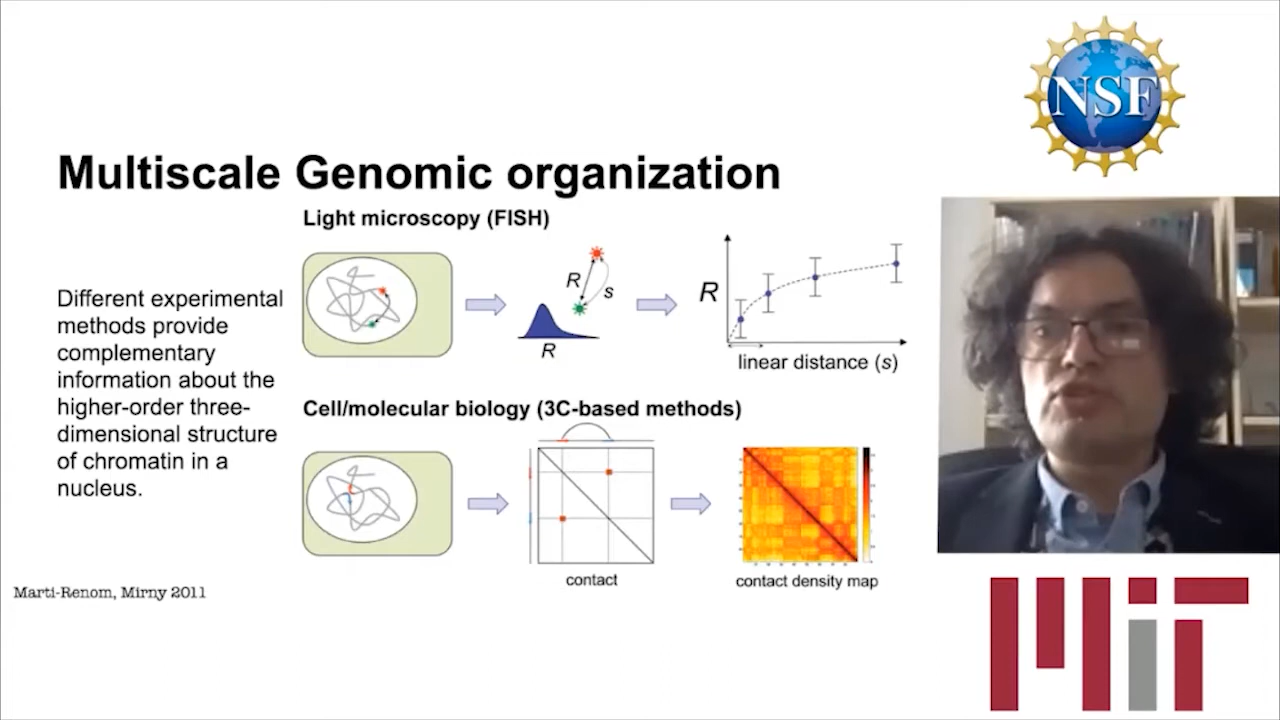 NSF
Multiscale Genomic organization
Light microscopy (FISH)
Different experimental
methods provide
complementary
information about the
higher-order three-
dimensional structure
of chromatin in a
nucleus.
R
s
R
R
linear distance (s)
Cell/molecular biology (3C-based methods)
contact
contact density map
Marti-Renom, Mirny 2011
MIT